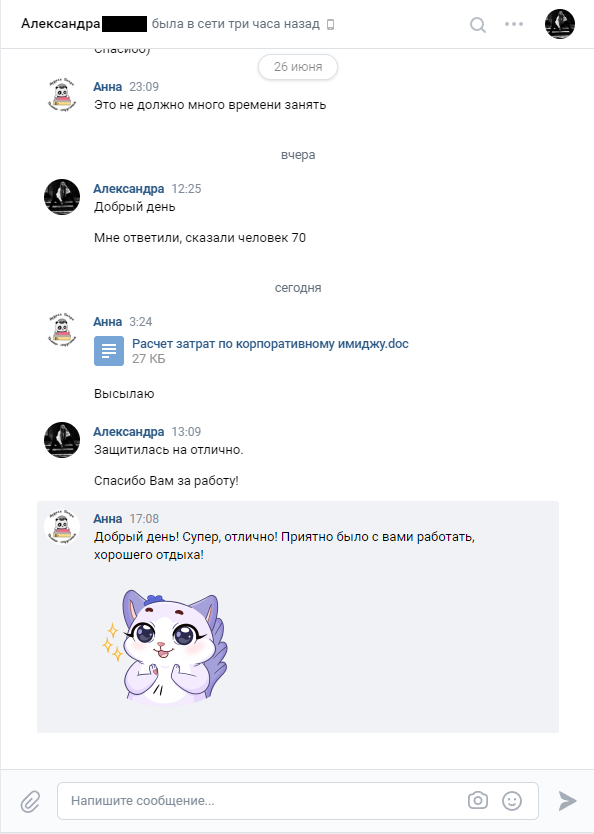 Александра была в сети три часа назад
Спасибо)
26 июня
Анна 23:09
Это не должно много времени занять
вчера
Александра 12:25
Добрый день
Мне ответили, сказали человек 70
сегодня
Анна 3:24
Расчет затрат по корпоративному имиджу.doc
27 КБ
Высылаю
Александра 13:09
Защитилась на отлично.
Спасибо Вам за работу!
Анна 17:08
Добрый день! Супер, отлично! Приятно было с вами работать,
хорошего отдыха!
Напишите сообщение...